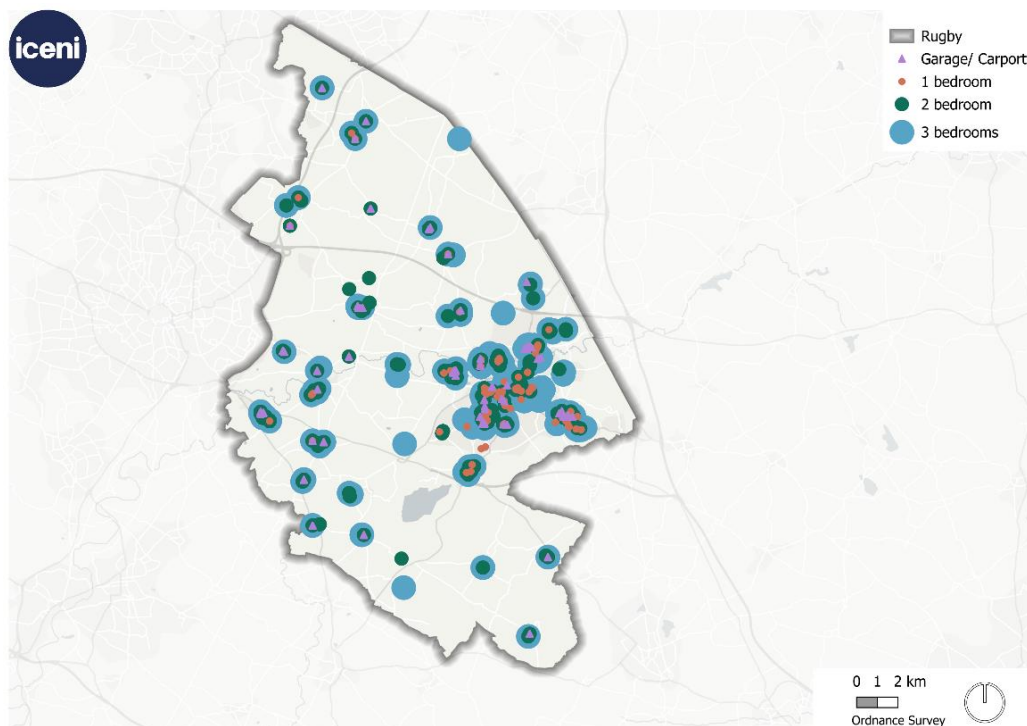 iceni
Rugby
Garage/ Carport
1 bedroom
2 bedroom
3 bedrooms
0 1 2 km
Ordnance Survey